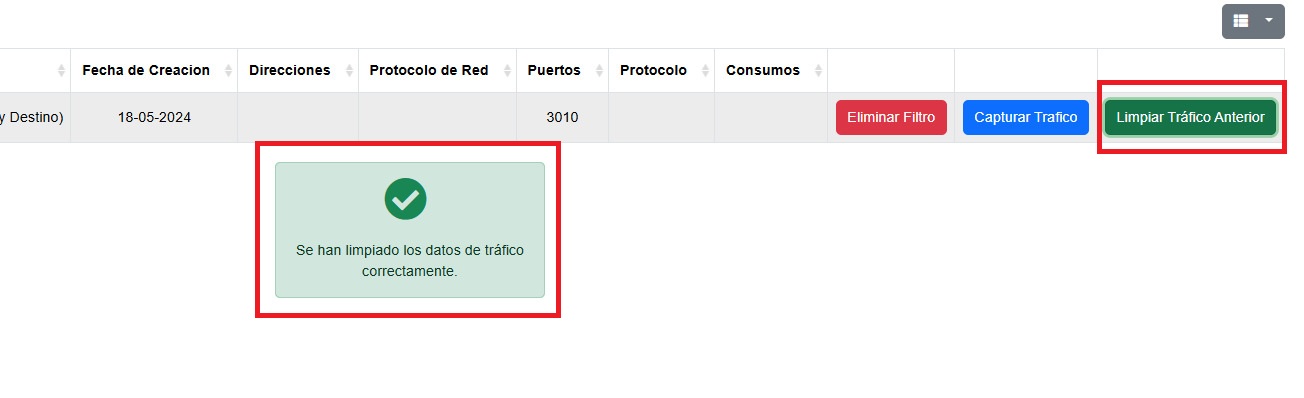 Fecha de Creacion Direcciones Protocolo de Red Puertos Protocolo Consumos
y Destino) 18-05-2024 3010 Eliminar Filtro Capturar Trafico Limpiar Tráfico Anterior
Se han limpiado los datos de tráfico
correctamente.